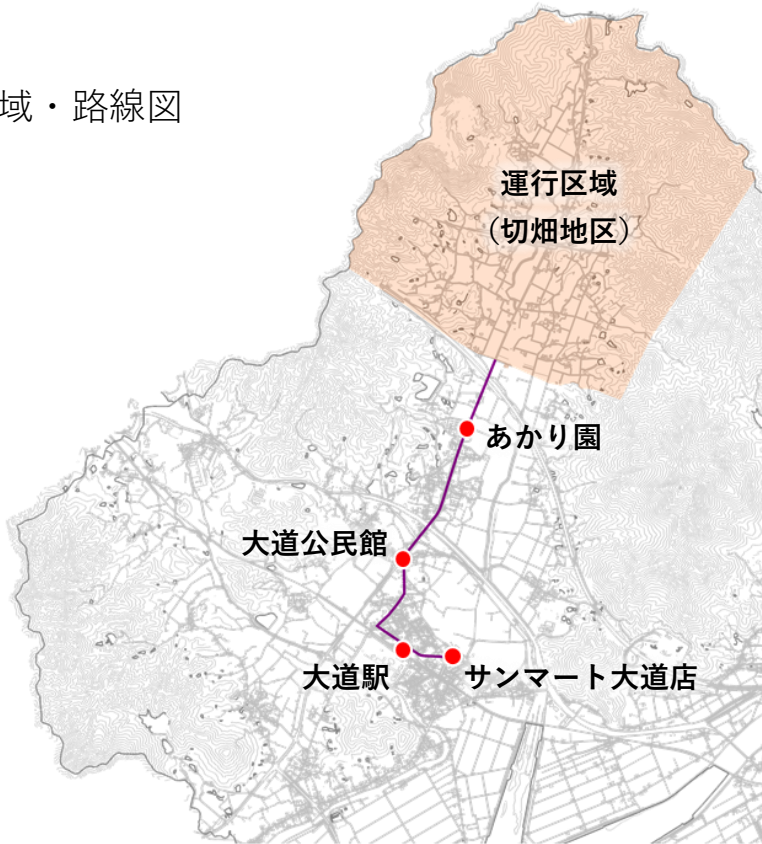 域・路線図
運行区域
（切畑地区）
あかり園
大道公民館
大道駅
サンマート大道店